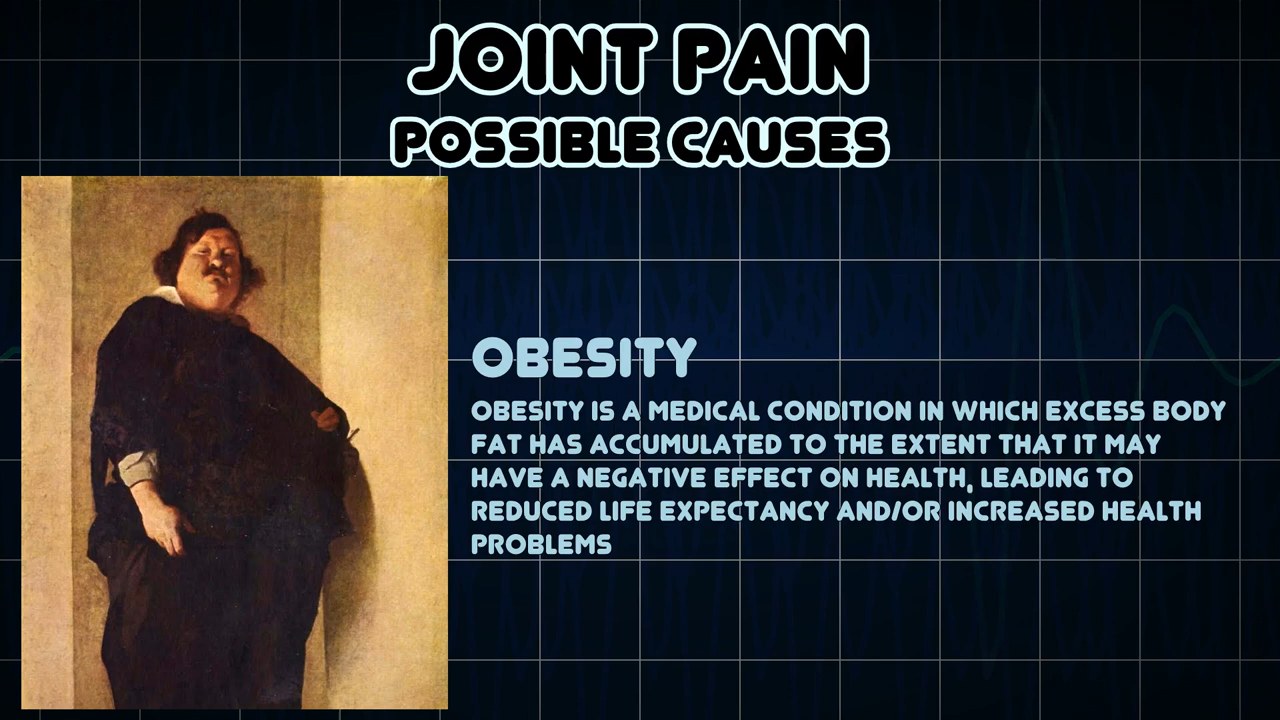 JOINT PAIN
POSSIBLE CAUSES
OBESITY
OBESITY IS A MEDICAL CONDITION IN WHICH EXCESS BODY
FAT HAS ACCUMULATED TO THE EXTENT THAT IT MAY
HAVE A NEGATIVE EFFECT ON HEALTH, LEADING TO
REDUCED LIFE EXPECTANCY AND/OR INCREASED HEALTH
PROBLEMS